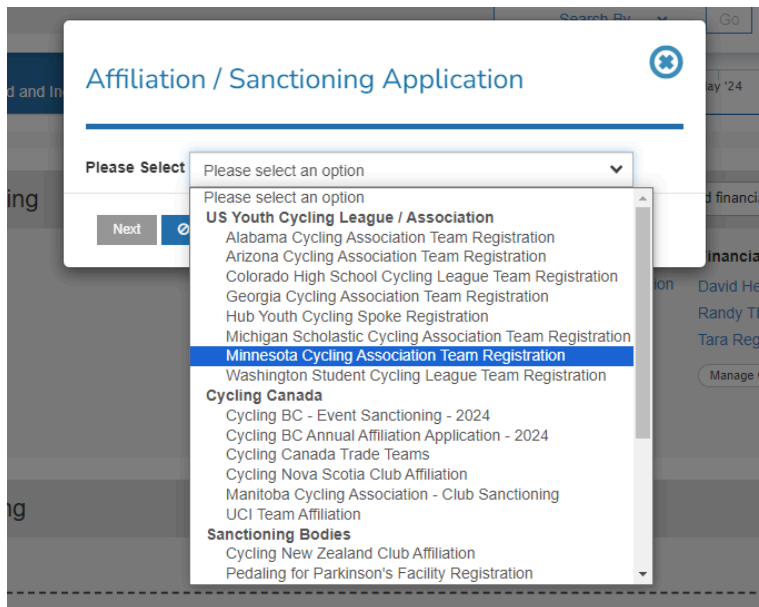 Search By
Go
Affiliation / Sanctioning Application
d and In
ay '24
Please Select
Please select an option
ing
d financi
Next
Please select an option
US Youth Cycling League / Association
Alabama Cycling Association Team Registration
Arizona Cycling Association Team Registration
Colorado High School Cycling League Team Registration
Georgia Cycling Association Team Registration
Hub Youth Cycling Spoke Registration
Michigan Scholastic Cycling Association Team Registration
Minnesota Cycling Association Team Registration
Washington Student Cycling League Team Registration
Cycling Canada
Cycling BC - Event Sanctioning - 2024
Cycling BC Annual Affiliation Application - 2024
Cycling Canada Trade Teams
Cycling Nova Scotia Club Affiliation
Manitoba Cycling Association - Club Sanctioning
UCI Team Affiliation
Sanctioning Bodies
Cycling New Zealand Club Affiliation
Pedaling for Parkinson's Facility Registration
inancia
ion
David He
Randy Th
Tara Reg
Manage
ng